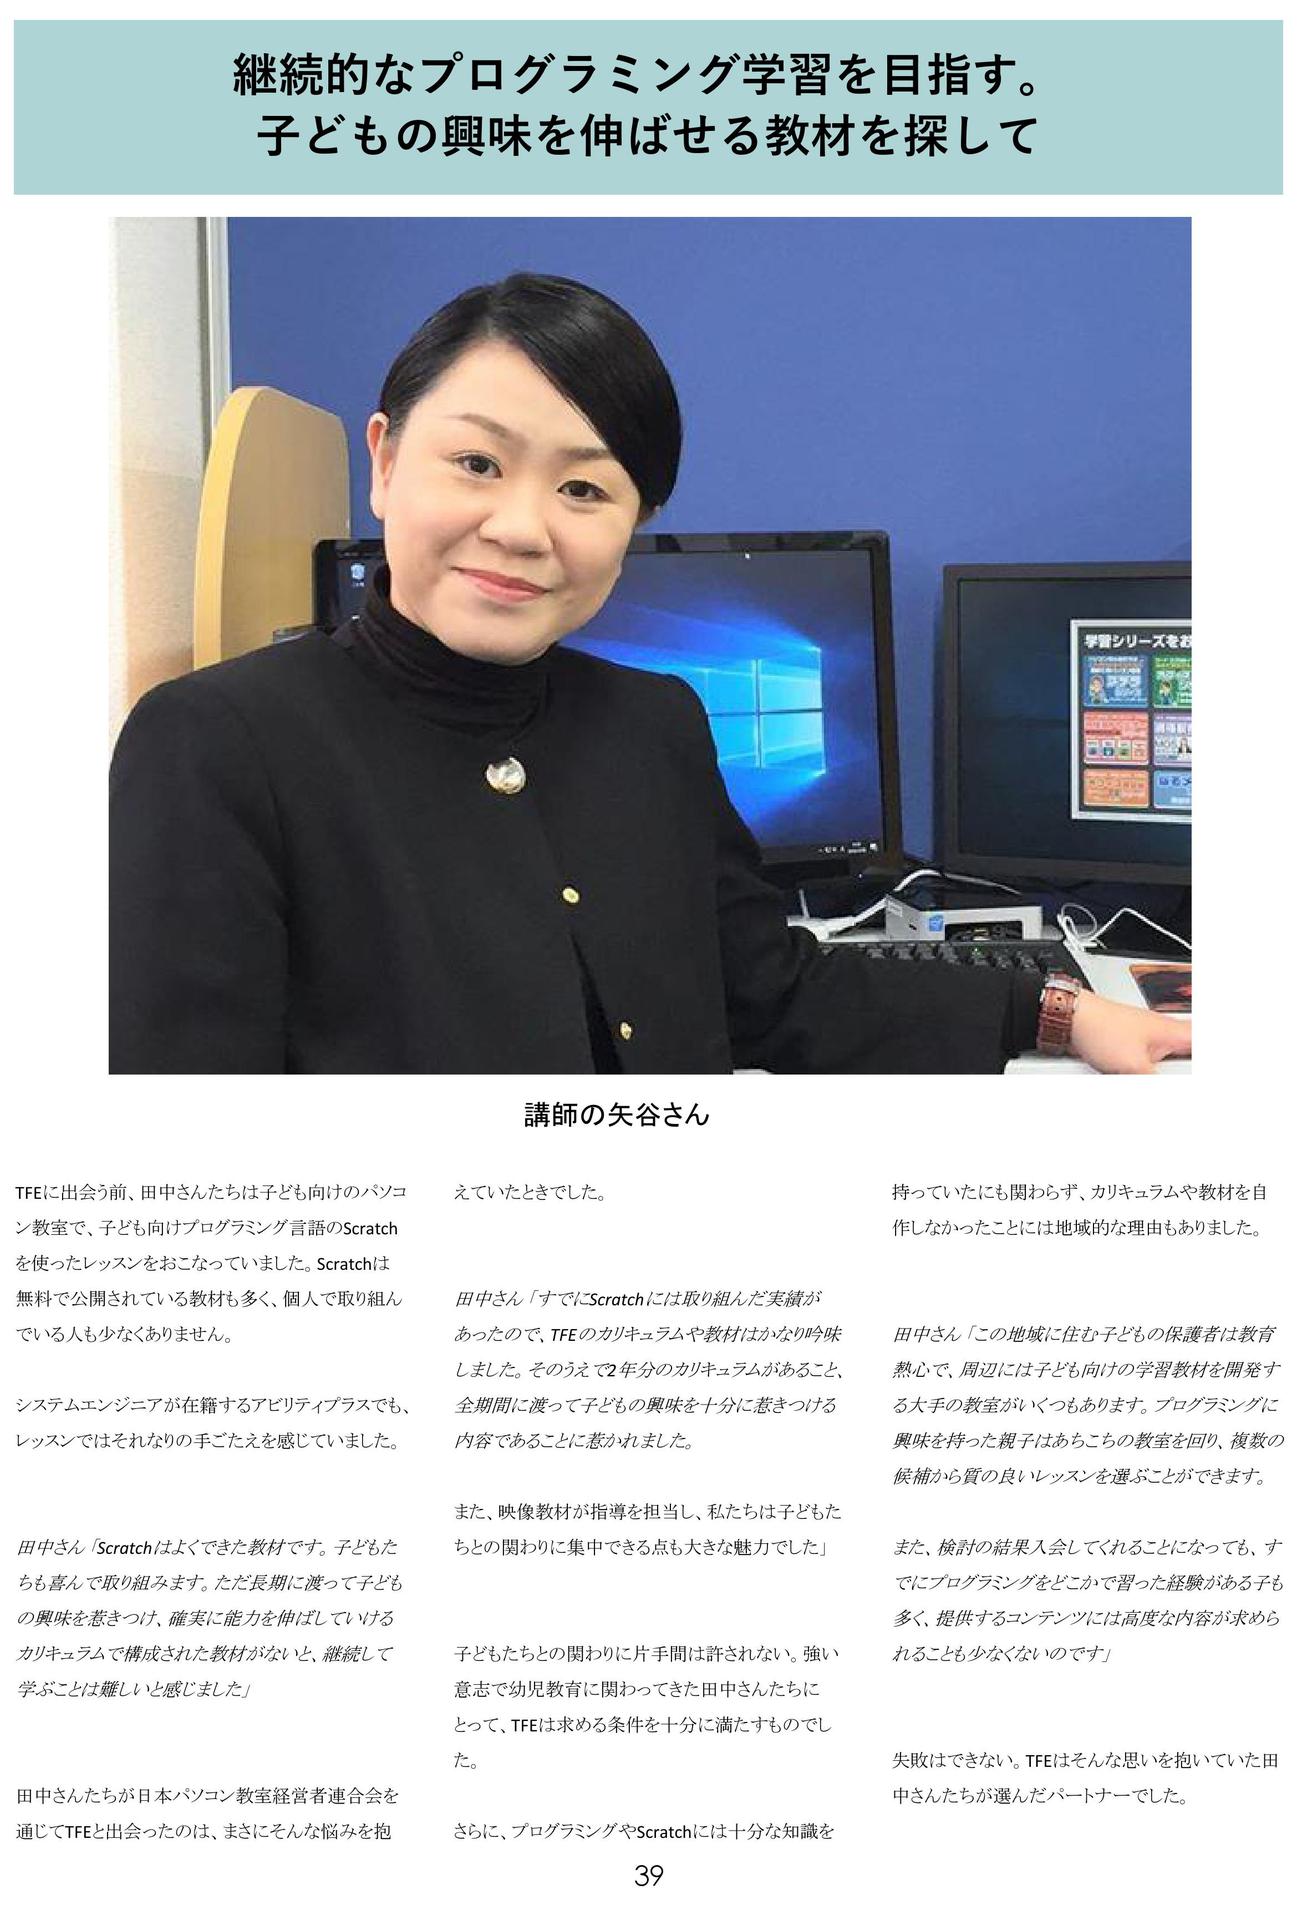 継続的なプログラミング学習を目指す。
子どもの興味を伸ばせる教材を探して
学習シリーズをお
講師の矢谷さん
TFEに出会う前、田中さんたちは子ども向けのパソコ
ン教室で、子ども向けプログラミング言語のScratch
を使ったレッスンをおこなっていました。Scratchは
無料で公開されている教材も多く、個人で取り組ん
でいる人も少なくありません。
システムエンジニアが在籍するアビリティプラスでも、
レッスンではそれなりの手ごたえを感じていました。
田中さん「Scratchはよくできた教材です。子どもた
ちも喜んで取り組みます。ただ長期に渡って子ども
の興味を惹きつけ、確実に能力を伸ばしていける
カリキュラムで構成された教材がないと、継続して
学ぶことは難しいと感じました」
田中さんたちが日本パソコン教室経営者連合会を
通じてTFEと出会ったのは、まさにそんな悩みを抱
えていたときでした。
田中さん「すでにScratchには取り組んだ実績が
あったので、TFEのカリキュラムや教材はかなり吟味
しました。そのうえで2年分のカリキュラムがあること、
全期間に渡って子どもの興味を十分に惹きつける
内容であることに惹かれました。
また、映像教材が指導を担当し、私たちは子どもた
ちとの関わりに集中できる点も大きな魅力でした」
子どもたちとの関わりに片手間は許されない。強い
意志で幼児教育に関わってきた田中さんたちに
とって、TFEは求める条件を十分に満たすものでし
た。
さらに、プログラミングやScratchには十分な知識を
持っていたにも関わらず、カリキュラムや教材を自
作しなかったことには地域的な理由もありました。
田中さん「この地域に住む子どもの保護者は教育
熱心で、周辺には子ども向けの学習教材を開発す
る大手の教室がいくつもあります。プログラミングに
興味を持った親子はあちこちの教室を回り、複数の
候補から質の良いレッスンを選ぶことができます。
また、検討の結果入会してくれることになっても、す
でにプログラミングをどこかで習った経験がある子も
多く、提供するコンテンツには高度な内容が求めら
れることも少なくないのです」
失敗はできない。TFEはそんな思いを抱いていた田
中さんたちが選んだパートナーでした。
39